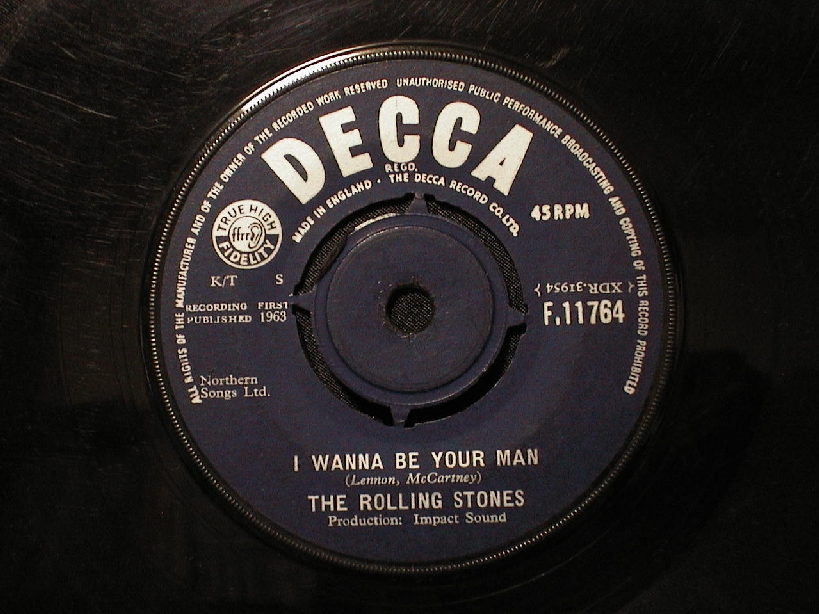 ALL RIGHTS OF THE MANUFACTURER AND OF THE OWNER OF THE RECORDED WORK RESERVED UNAUTHORISED PUBLIC PERFORMANCE BROADCASTING AND COPYING OF THIS RECORD PROHIBITED
DECCA
REGD.
MADE IN ENGLAND · THE DECCA RECORD CO. LTD.
TRUE HIGH
ffrr
FIDELITY
45 RPM
K/T S
XDR.31954
RECORDING FIRST
PUBLISHED 1963
F.11764
Northern
Songs Ltd.
I WANNA BE YOUR MAN
(Lennon, McCartney)
THE ROLLING STONES
Production: Impact Sound